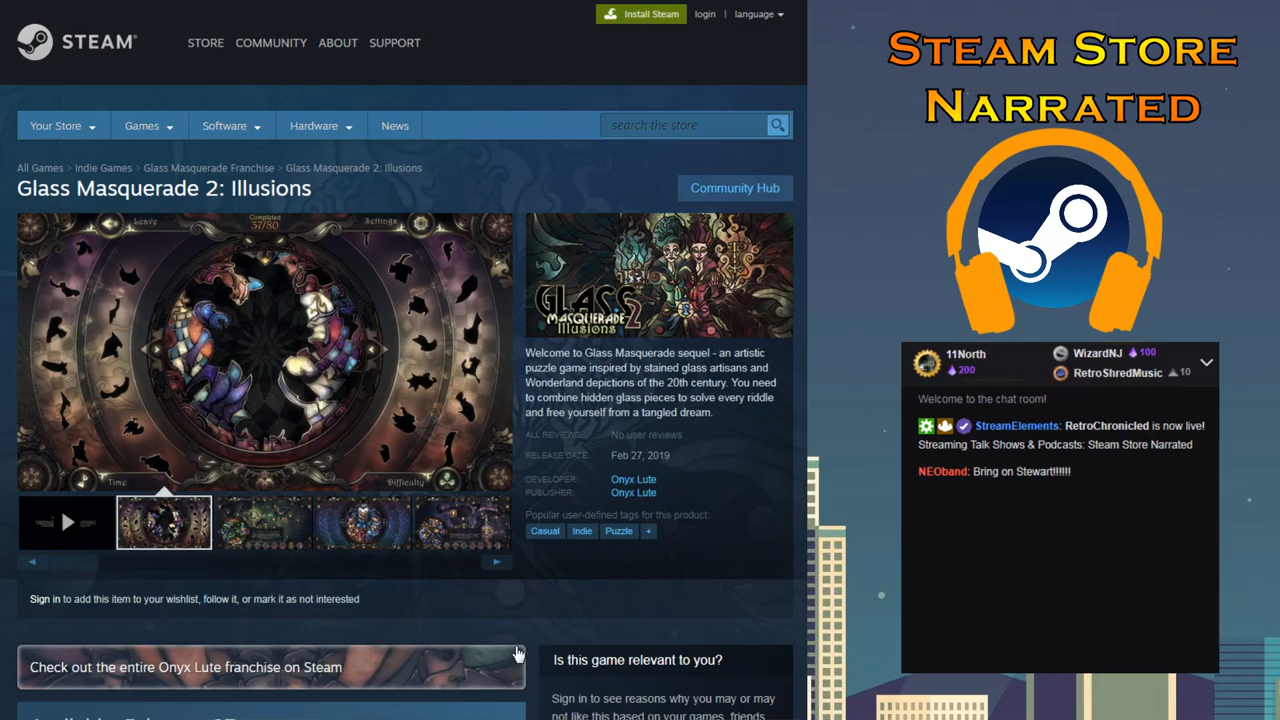 Install Steam
login | language
STEAM®
STORE COMMUNITY ABOUT SUPPORT
Your Store Games Software Hardware News
search the store
All Games > Indie Games > Glass Masquerade Franchise > Glass Masquerade 2: Illusions
Glass Masquerade 2: Illusions
Community Hub
Leave
Completed
37/80
Settings
Time
Difficulty
GLASS
MASQUERADE 2
Illusions
Welcome to Glass Masquerade sequel - an artistic
puzzle game inspired by stained glass artisans and
Wonderland depictions of the 20th century. You need
to combine hidden glass pieces to solve every riddle
and free yourself from a tangled dream.
ALL REVIEWS: No user reviews
RELEASE DATE: Feb 27, 2019
DEVELOPER: Onyx Lute
PUBLISHER: Onyx Lute
Popular user-defined tags for this product:
Casual Indie Puzzle +
Sign in to add this item to your wishlist, follow it, or mark it as not interested
Check out the entire Onyx Lute franchise on Steam
Is this game relevant to you?
Sign in to see reasons why you may or may
not like this based on your games, friends,
STEAM STORE
NARRATED
11North
200
WizardNJ 100
RetroShredMusic 10
Welcome to the chat room!
StreamElements: RetroChronicled is now live!
Streaming Talk Shows & Podcasts: Steam Store Narrated
NEOband: Bring on Stewart!!!!!!